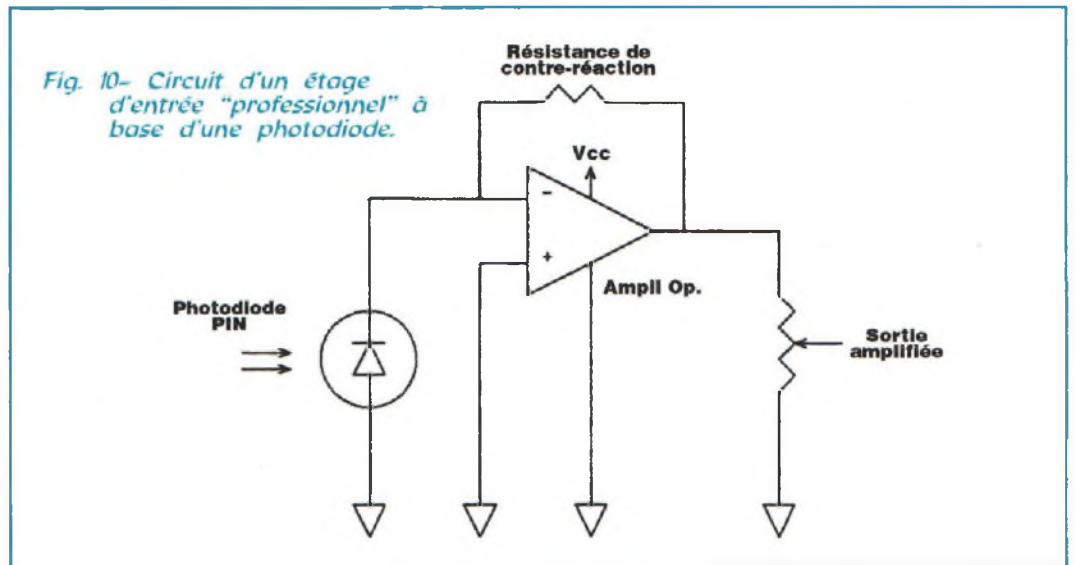 Fig. 10- Circuit d'un étage
d'entrée "professionnel" à
base d'une photodiode.
Résistance de
contre-réaction
Vcc
-
+
Ampli Op.
Photodiode
PIN
Sortie
amplifiée